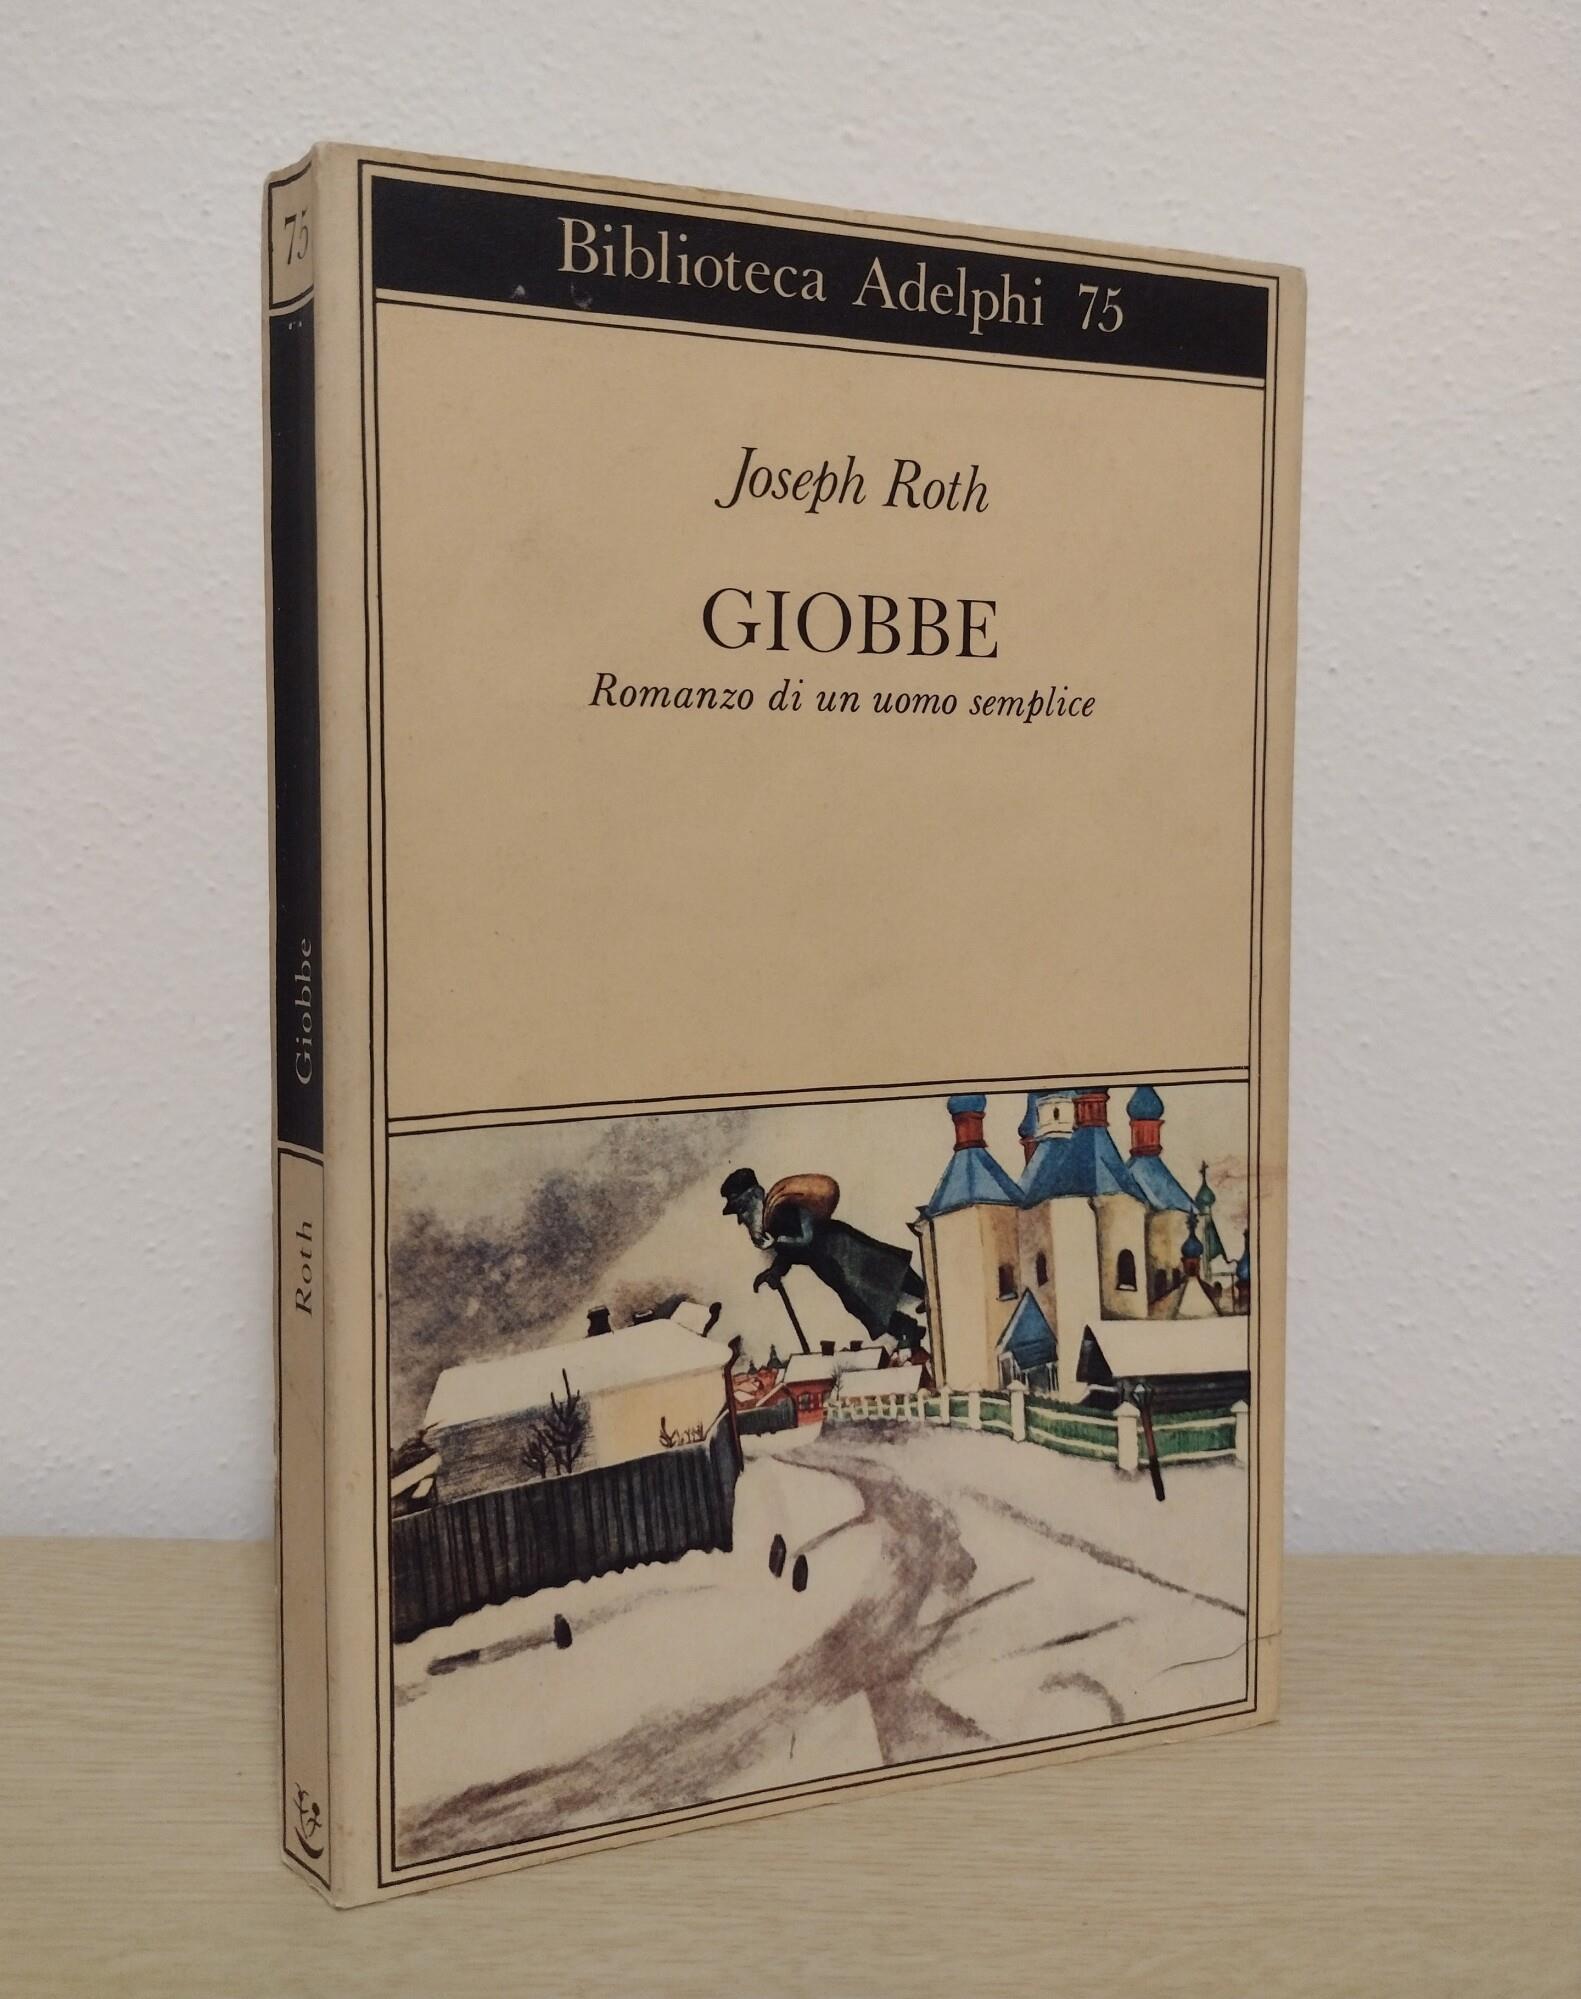 75
Giobbe
Roth
Biblioteca Adelphi 75
Joseph Roth
GIOBBE
Romanzo di un uomo semplice